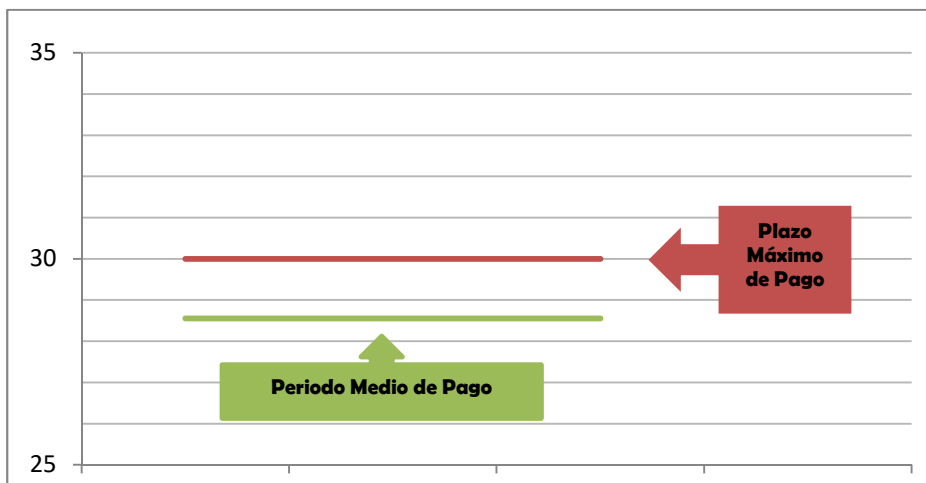 35
30
25
Plazo
Máximo
de Pago
Periodo Medio de Pago